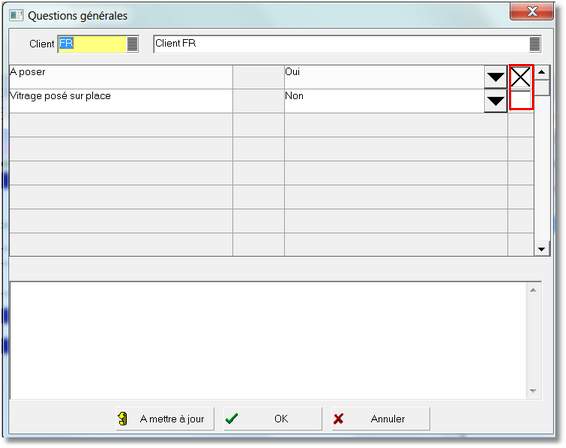 Questions générales
Client FR Client FR
A poser Oui
Vitrage posé sur place Non
A mettre à jour OK Annuler